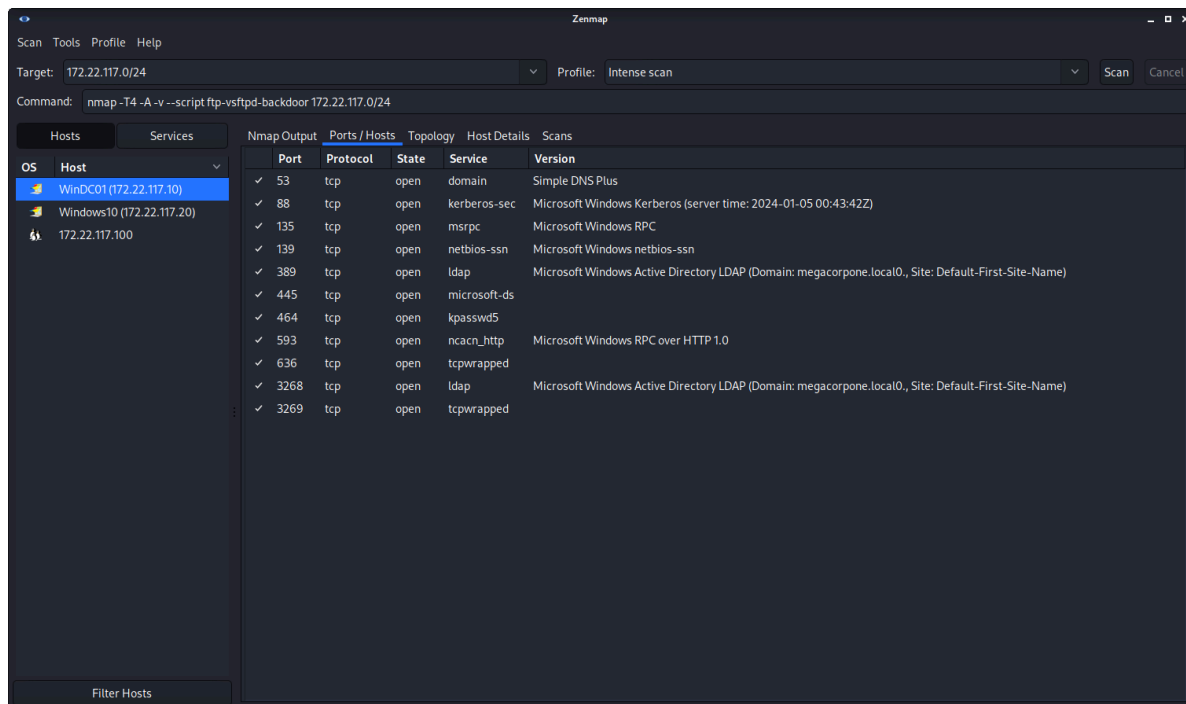 Zenmap
Scan Tools Profile Help
Target: 172.22.117.0/24 Profile: Intense scan Scan Cancel
Command: nmap -T4 -A -v --script ftp-vsftpd-backdoor 172.22.117.0/24
Hosts Services
OS Host
WinDC01 (172.22.117.10)
Windows10 (172.22.117.20)
172.22.117.100
Filter Hosts
Nmap Output Ports / Hosts Topology Host Details Scans
Port Protocol State Service Version
53 tcp open domain Simple DNS Plus
88 tcp open kerberos-sec Microsoft Windows Kerberos (server time: 2024-01-05 00:43:42Z)
135 tcp open msrpc Microsoft Windows RPC
139 tcp open netbios-ssn Microsoft Windows netbios-ssn
389 tcp open ldap Microsoft Windows Active Directory LDAP (Domain: megacorpone.local0., Site: Default-First-Site-Name)
445 tcp open microsoft-ds
464 tcp open kpasswd5
593 tcp open ncacn_http Microsoft Windows RPC over HTTP 1.0
636 tcp open tcpwrapped
3268 tcp open ldap Microsoft Windows Active Directory LDAP (Domain: megacorpone.local0., Site: Default-First-Site-Name)
3269 tcp open tcpwrapped